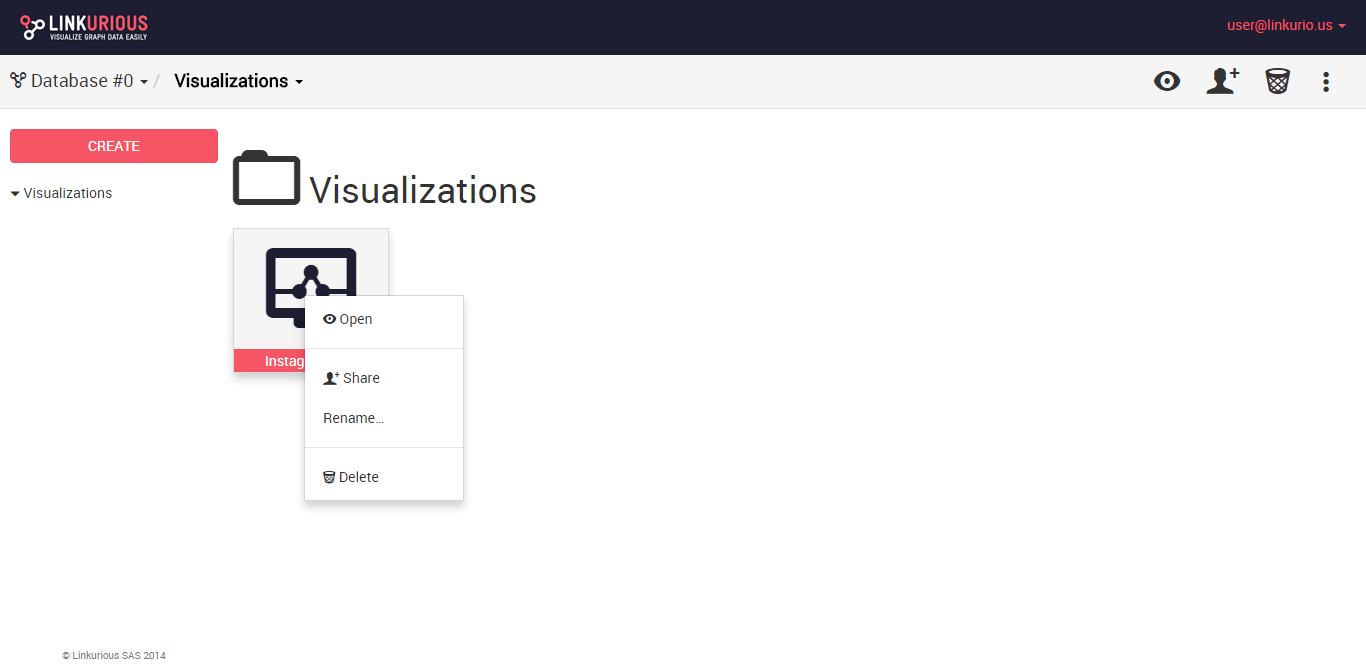 LINKURIOUS
VISUALIZE GRAPH DATA EASILY
user@linkurio.us
Database #0 / Visualizations
CREATE
Visualizations
Visualizations
Open
Instag
Share
Rename...
Delete
© Linkurious SAS 2014